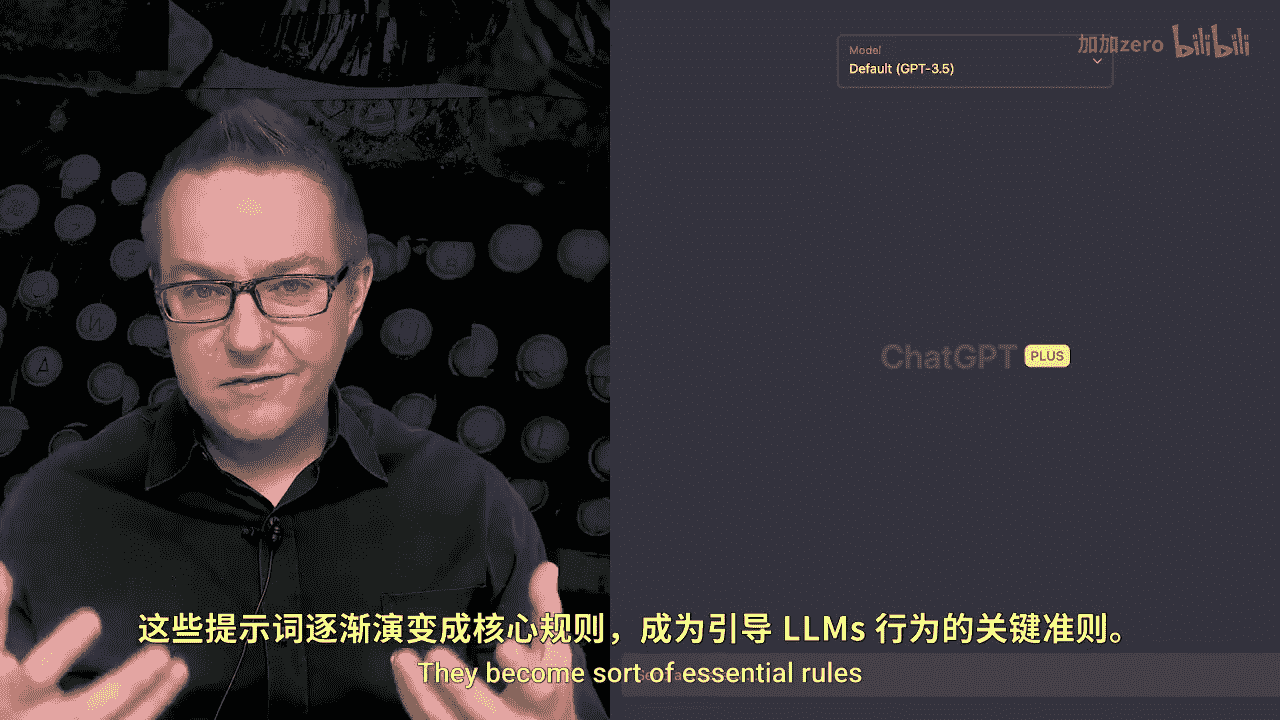 加加zero bilibili
Model
Default (GPT-3.5)
ChatGPT PLUS
这些提示词逐渐演变成核心规则，成为引导 LLMs 行为的关键准则。
They become sort of essential rules